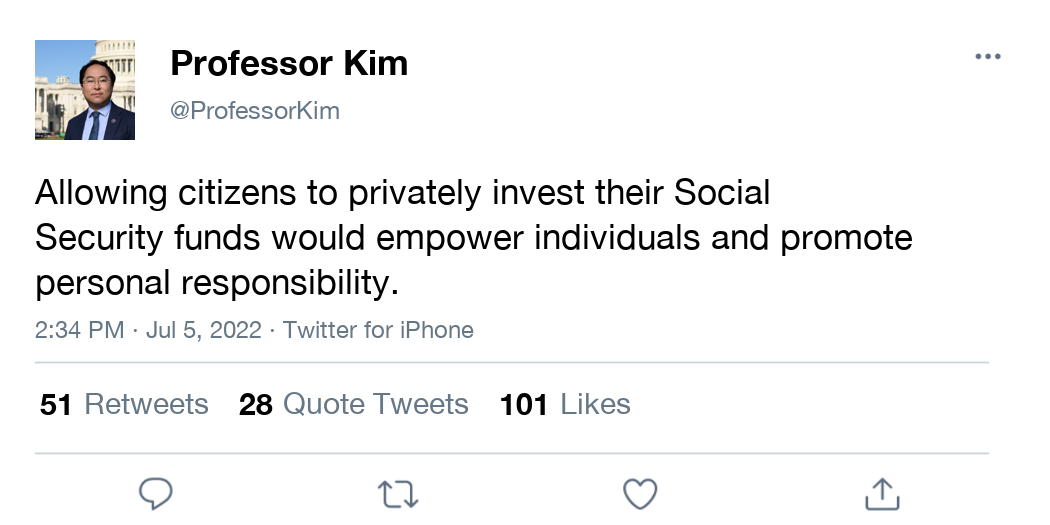 Professor Kim
@ProfessorKim
Allowing citizens to privately invest their Social
Security funds would empower individuals and promote
personal responsibility.
2:34 PM · Jul 5, 2022 · Twitter for iPhone
51 Retweets 28 Quote Tweets 101 Likes